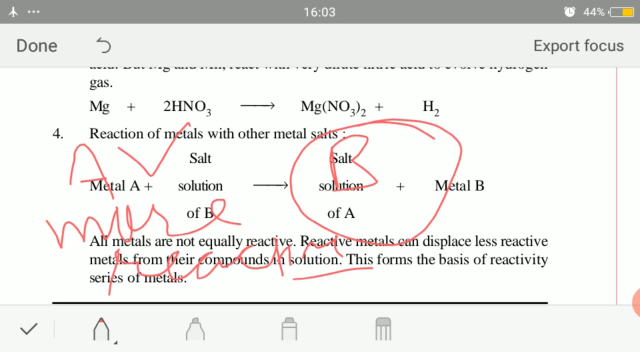 16:03
44%
Done
Export focus
gas.
Mg + 2HNO₃ ⟶ Mg(NO₃)₂ + H₂
4. Reaction of metals with other metal salts :
Salt Salt
Metal A + solution ⟶ solution + Metal B
of B of A
A B
more
All metals are not equally reactive. Reactive metals can displace less reactive
metals from their compounds in solution. This forms the basis of reactivity
series of metals.